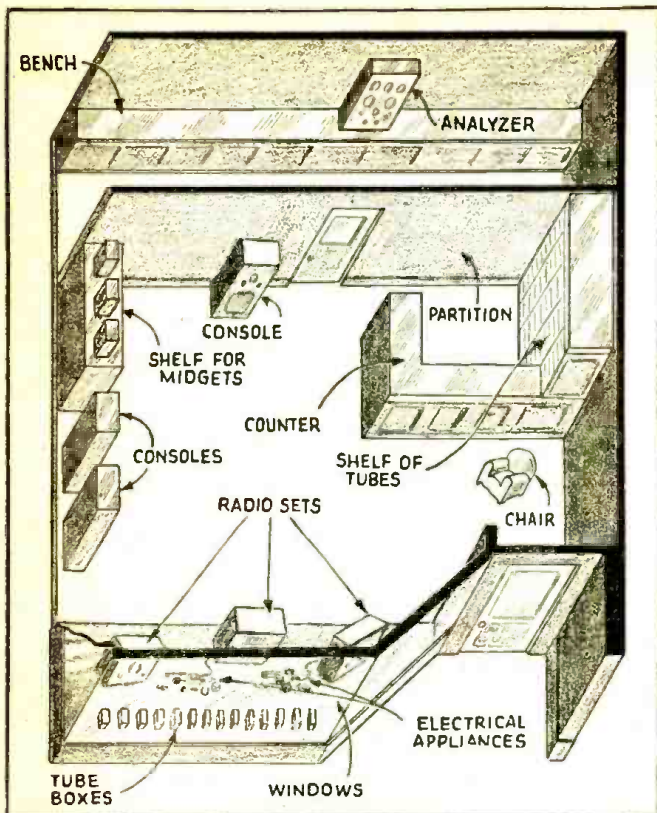 BENCH
ANALYZER
CONSOLE
PARTITION
SHELF FOR
MIDGETS
COUNTER
CONSOLES
SHELF OF
TUBES
RADIO SETS
CHAIR
ELECTRICAL
APPLIANCES
TUBE
BOXES
WINDOWS